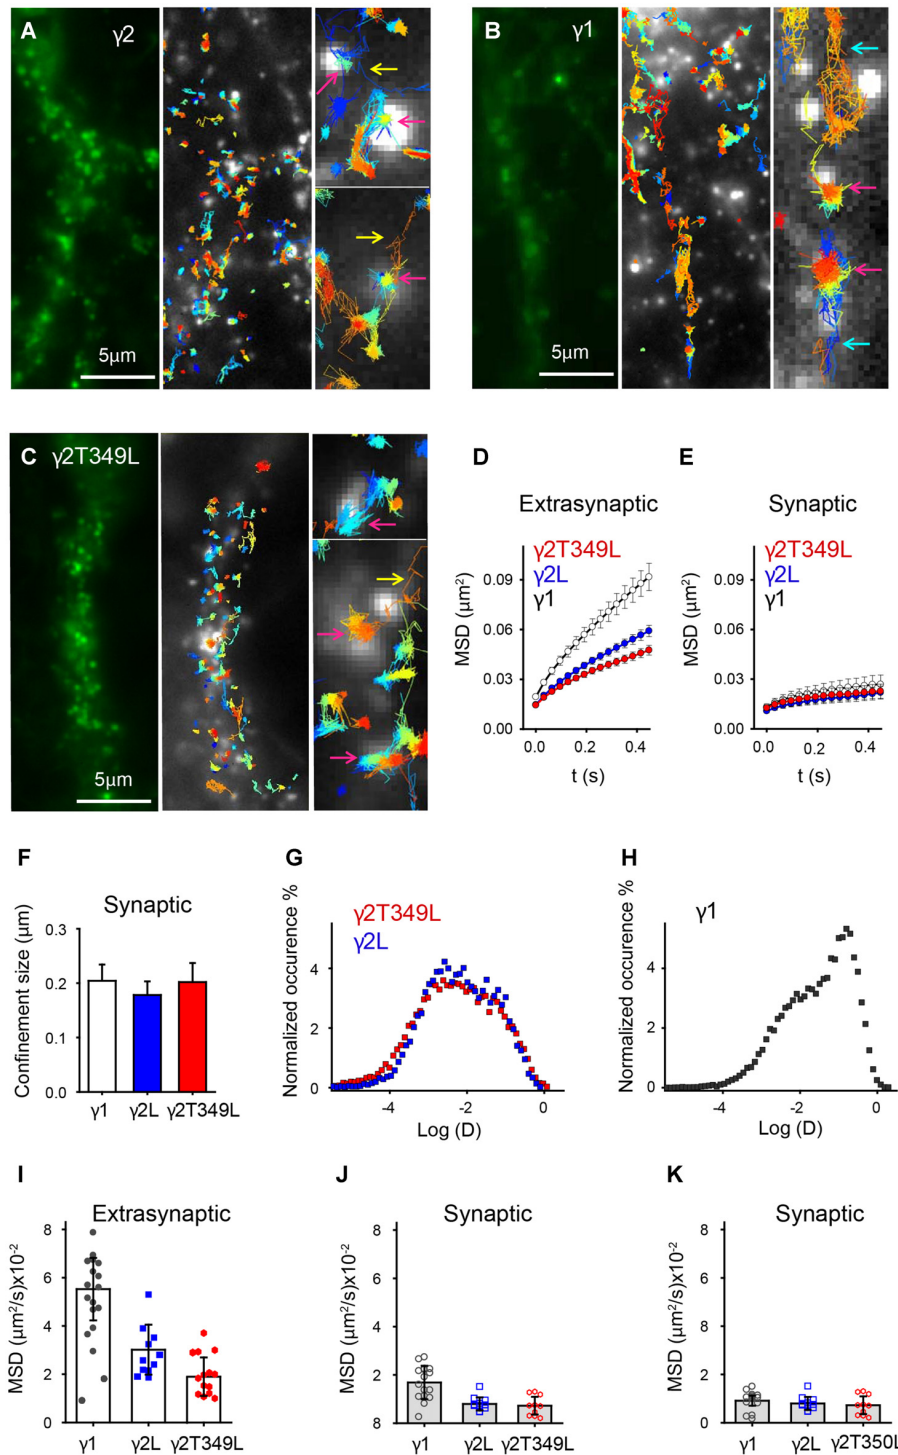 A
γ2
5µm
B
γ1
5µm
C
γ2T349L
5µm
D
Extrasynaptic
γ2T349L
γ2L
γ1
MSD (µm²)
0.09
0.06
0.03
0.00
0.0 0.2 0.4
t (s)
E
Synaptic
γ2T349L
γ2L
γ1
MSD (µm²)
0.09
0.06
0.03
0.00
0.0 0.2 0.4
t (s)
F
Synaptic
Confinement size (µm)
0.3
0.2
0.1
0.0
γ1 γ2L γ2T349L
G
γ2T349L
γ2L
Normalized occurence %
4
2
0
-4 -2 0
Log (D)
H
γ1
Normalized occurence %
4
2
0
-4 -2 0
Log (D)
I
Extrasynaptic
MSD (µm²/s)x10⁻²
8
6
4
2
0
γ1 γ2L γ2T349L
J
Synaptic
MSD (µm²/s)x10⁻²
8
6
4
2
8
γ1 γ2L γ2T349L
K
Synaptic
MSD (µm²/s)x10⁻²
8
6
8
2
0
γ1 γ2L γ2T350L